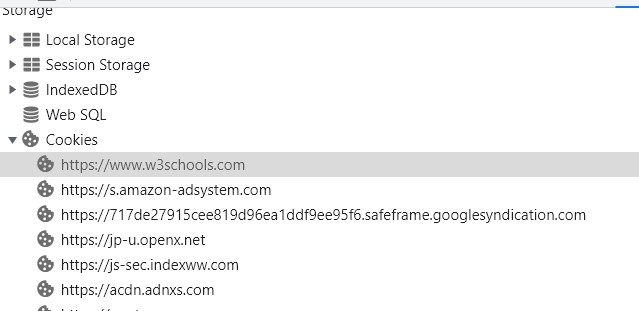 Storage
Local Storage
Session Storage
IndexedDB
Web SQL
Cookies
https://www.w3schools.com
https://s.amazon-adsystem.com
https://717de27915cee819d96ea1ddf9ee95f6.safeframe.googlesyndication.com
https://jp-u.openx.net
https://js-sec.indexww.com
https://acdn.adnxs.com